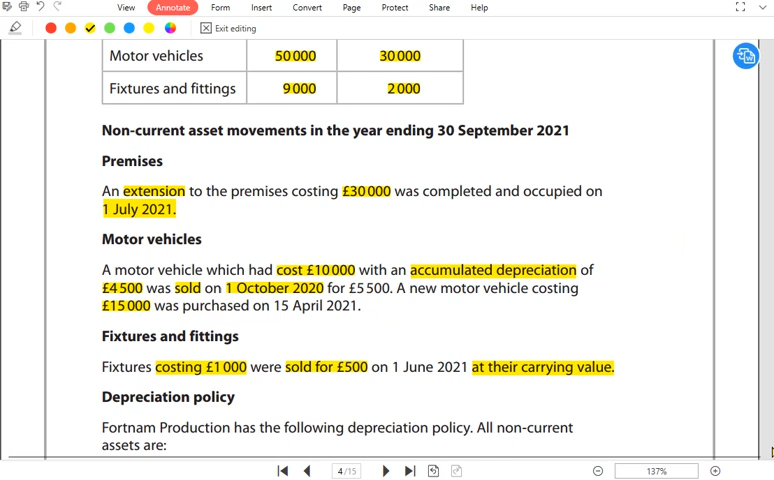 View Annotate Form Insert Convert Page Protect Share Help
Exit editing
Motor vehicles 50 000 30 000
Fixtures and fittings 9 000 2 000
Non-current asset movements in the year ending 30 September 2021
Premises
An extension to the premises costing £30 000 was completed and occupied on
1 July 2021.
Motor vehicles
A motor vehicle which had cost £10 000 with an accumulated depreciation of
£4 500 was sold on 1 October 2020 for £5 500. A new motor vehicle costing
£15 000 was purchased on 15 April 2021.
Fixtures and fittings
Fixtures costing £1 000 were sold for £500 on 1 June 2021 at their carrying value.
Depreciation policy
Fortnam Production has the following depreciation policy. All non-current
assets are:
4 /15
137%